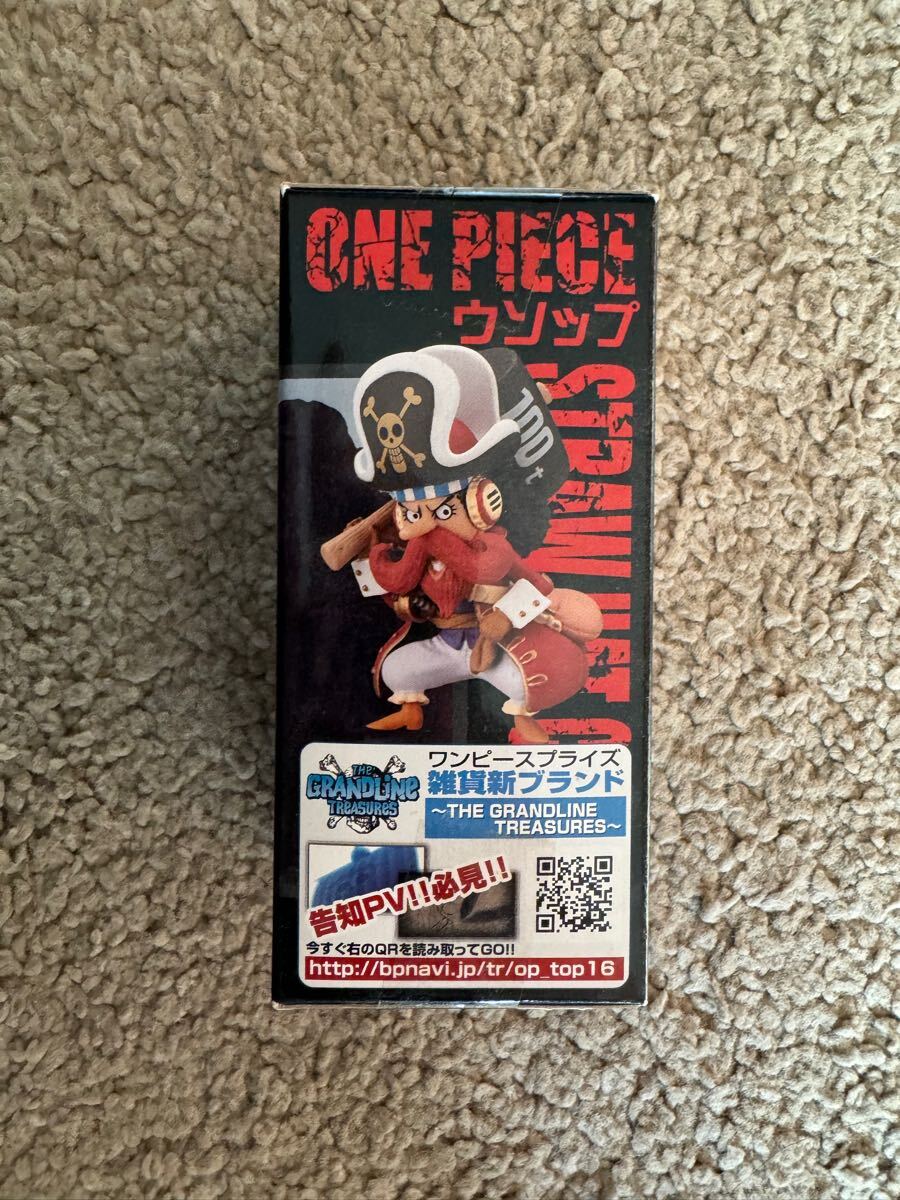 ONE PIECE
ウソップ
STRAW HAT C
100t
THE
GRANDLINE
TREASURES
ワンピースプライズ
雑貨新ブランド
~THE GRANDLINE
TREASURES~
告知PV!!必見!!
今すぐ右のQRを読み取ってGO!!
http://bpnavi.jp/tr/op_top16